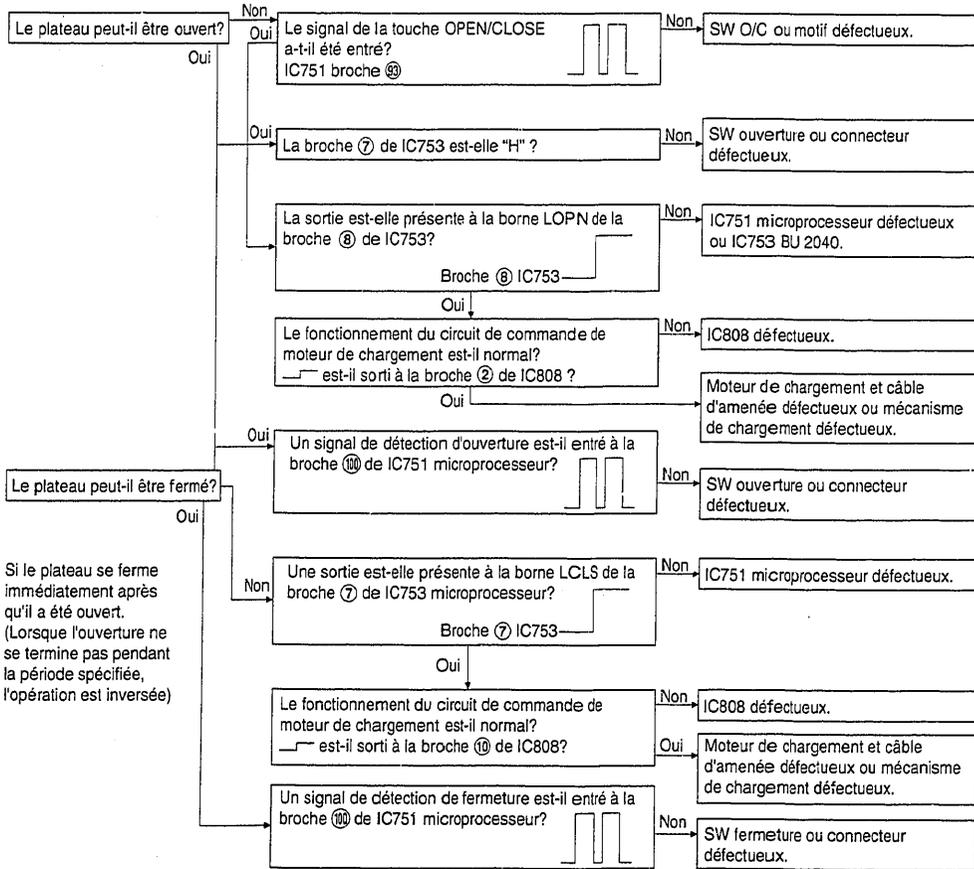 Le plateau peut-il être ouvert?
Non
Oui
Oui
Le signal de la touche OPEN/CLOSE
a-t-il été entré?
IC751 broche 93
Non
SW O/C ou motif défectueux.
Oui
La broche ⑦ de IC753 est-elle “H” ?
Non
SW ouverture ou connecteur
défectueux.
La sortie est-elle présente à la borne LOPN de la
broche ⑧ de IC753?
Broche ⑧ IC753
Non
IC751 microprocesseur défectueux
ou IC753 BU 2040.
Oui
Le fonctionnement du circuit de commande de
moteur de chargement est-il normal?
est-il sorti à la broche ② de IC808 ?
Non
IC808 défectueux.
Oui
Moteur de chargement et câble
d'amenée défectueux ou mécanisme
de chargement défectueux.
Oui
Un signal de détection d'ouverture est-il entré à la
broche 100 de IC751 microprocesseur?
Non
SW ouverture ou connecteur
défectueux.
Le plateau peut-il être fermé?
Oui
Si le plateau se ferme
immédiatement après
qu'il a été ouvert.
(Lorsque l'ouverture ne
se termine pas pendant
la période spécifiée,
l'opération est inversée)
Non
Une sortie est-elle présente à la borne LCLS de la
broche ⑦ de IC753 microprocesseur?
Broche ⑦ IC753
Non
IC751 microprocesseur défectueux.
Oui
Le fonctionnement du circuit de commande de
moteur de chargement est-il normal?
est-il sorti à la broche ⑩ de IC808?
Non
IC808 défectueux.
Oui
Moteur de chargement et câble
d'amenée défectueux ou mécanisme
de chargement défectueux.
Un signal de détection de fermeture est-il entré à la
broche 100 de IC751 microprocesseur?
Non
SW fermeture ou connecteur
défectueux.